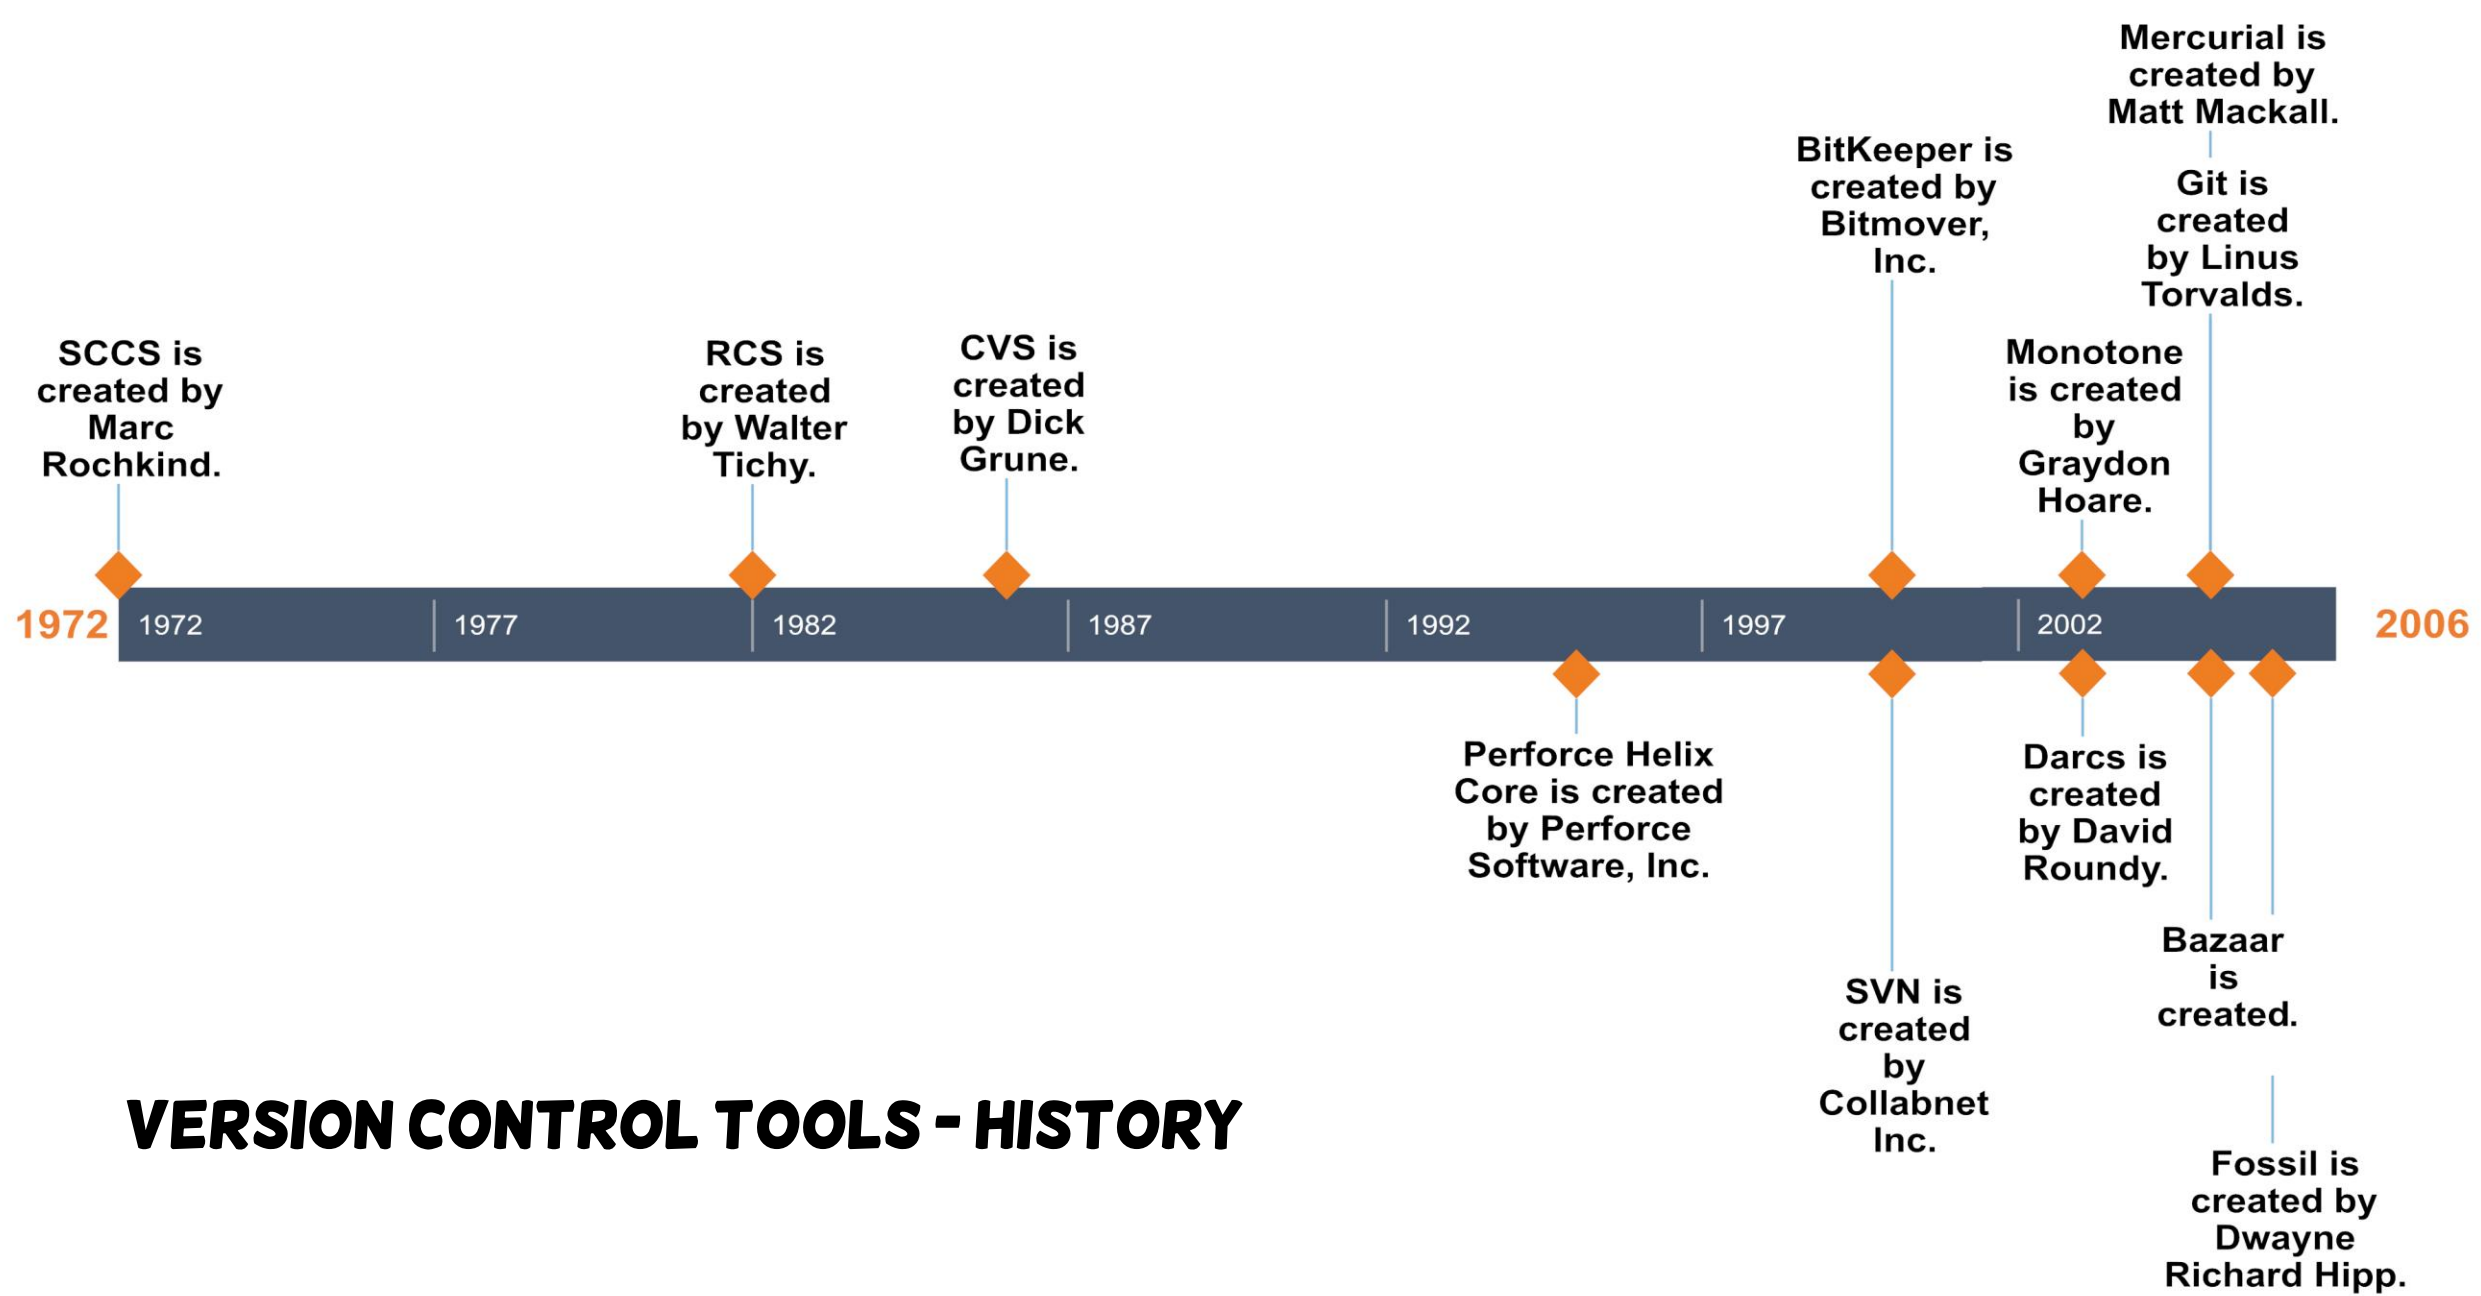 Mercurial is
created by
Matt Mackall.
BitKeeper is
created by
Bitmover,
Inc.
Git is
created
by Linus
Torvalds.
SCCS is
created by
Marc
Rochkind.
RCS is
created
by Walter
Tichy.
CVS is
created
by Dick
Grune.
Monotone
is created
by
Graydon
Hoare.
1972
1972
1977
1982
1987
1992
1997
2002
2006
Perforce Helix
Core is created
by Perforce
Software, Inc.
Darcs is
created
by David
Roundy.
Bazaar
is
created.
SVN is
created
by
Collabnet
Inc.
VERSION CONTROL TOOLS - HISTORY
Fossil is
created by
Dwayne
Richard Hipp.